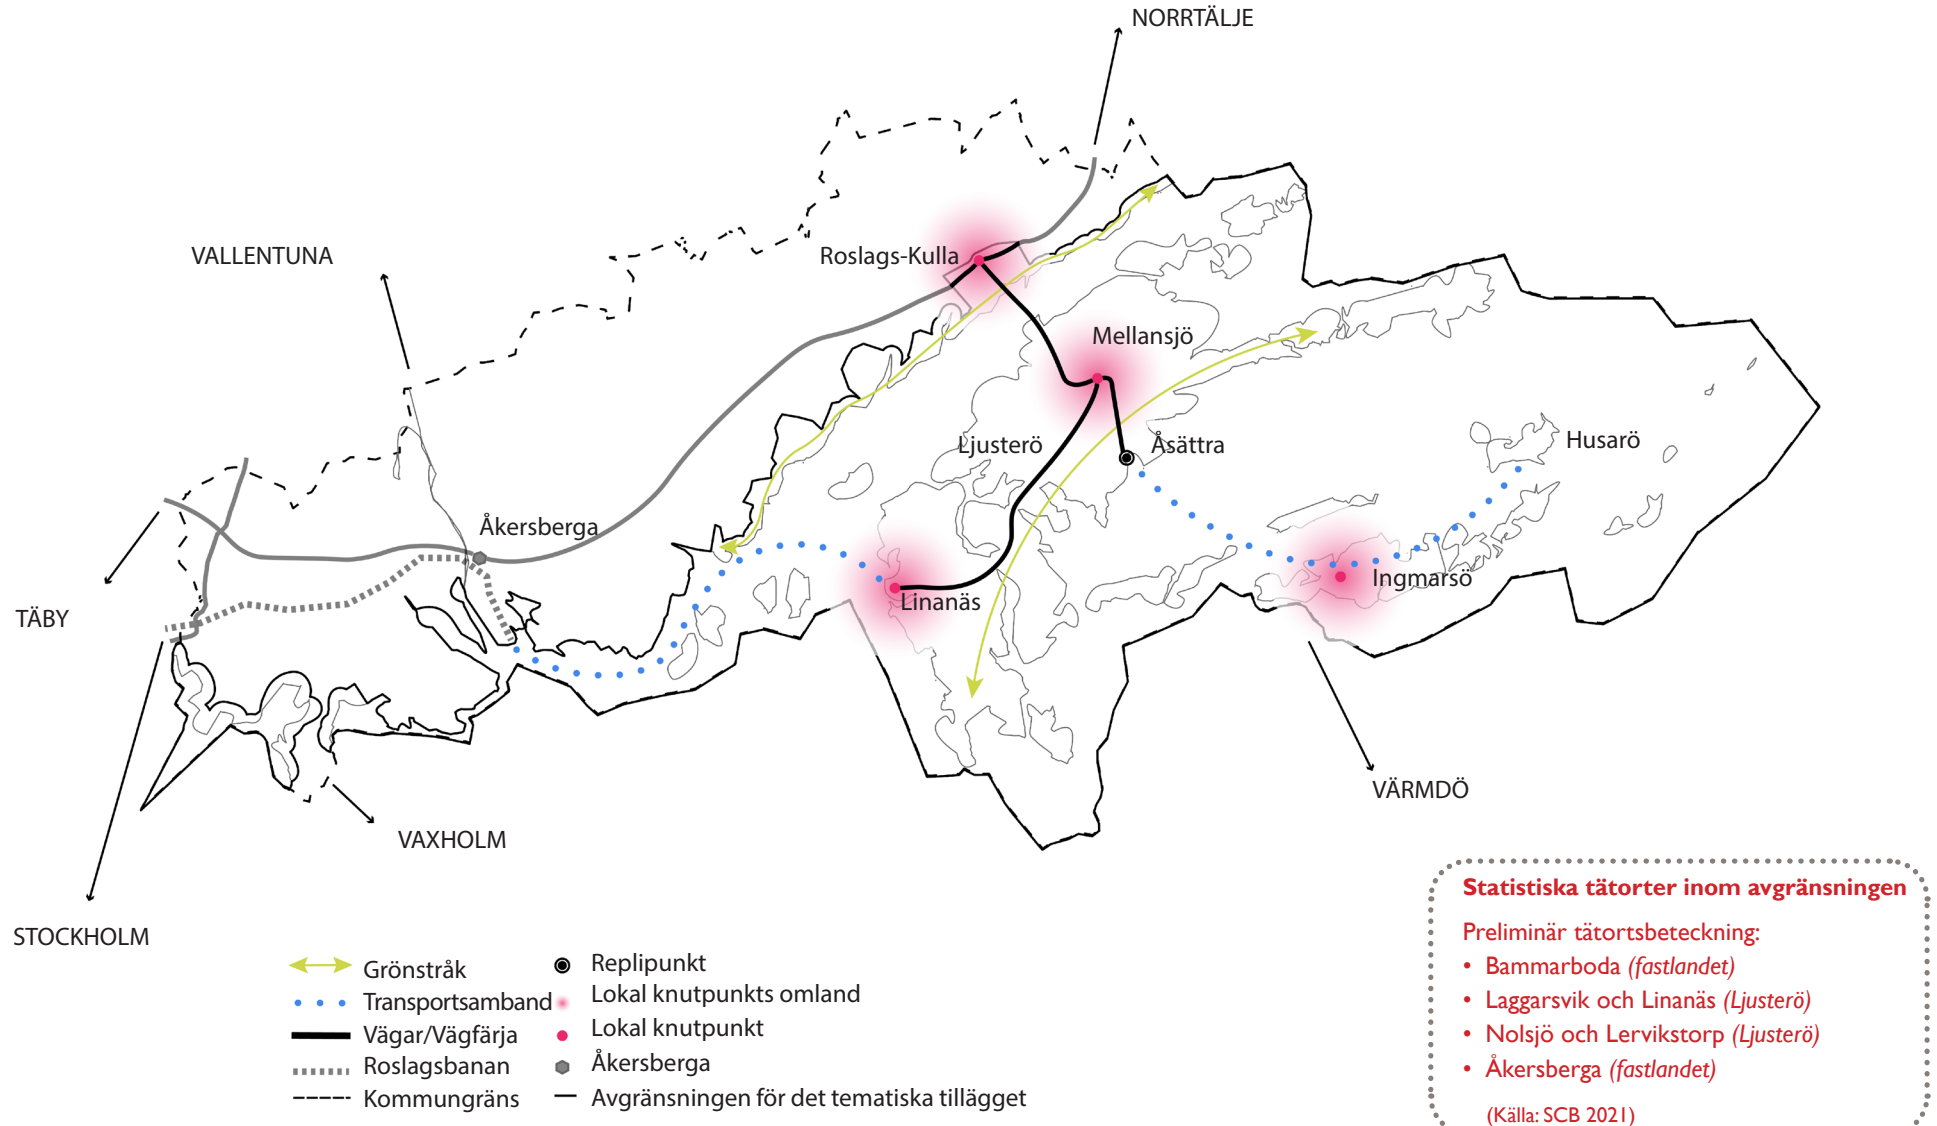 NORRTÄLJE
VALLENTUNA
Roslags-Kulla
Mellansjö
Ljusterö
Åsättra
Husarö
Åkersberga
Ingmarsö
Linanäs
TÄBY
VÄRMDÖ
VAXHOLM
STOCKHOLM
Grönstråk
Transportsamband
Vägar/Vägfärja
Roslagsbanan
Kommungräns
Replipunkt
Lokal knutpunkts omland
Lokal knutpunkt
Åkersberga
Avgränsningen för det tematiska tillägget
Statistiska tätorter inom avgränsningen
Preliminär tätortsbeteckning:
• Bammarboda (fastlandet)
• Laggarsvik och Linanäs (Ljusterö)
• Nolsjö och Lervikstorp (Ljusterö)
• Åkersberga (fastlandet)
(Källa: SCB 2021)